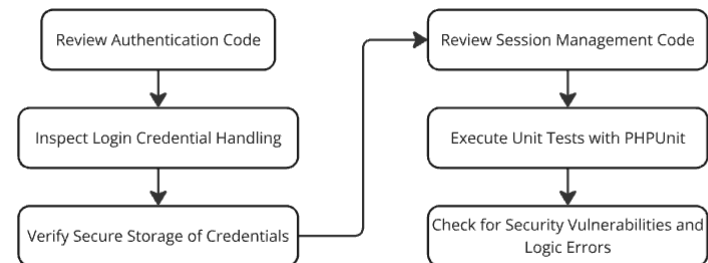 Review Authentication Code
Inspect Login Credential Handling
Verify Secure Storage of Credentials
Review Session Management Code
Execute Unit Tests with PHPUnit
Check for Security Vulnerabilities and
Logic Errors